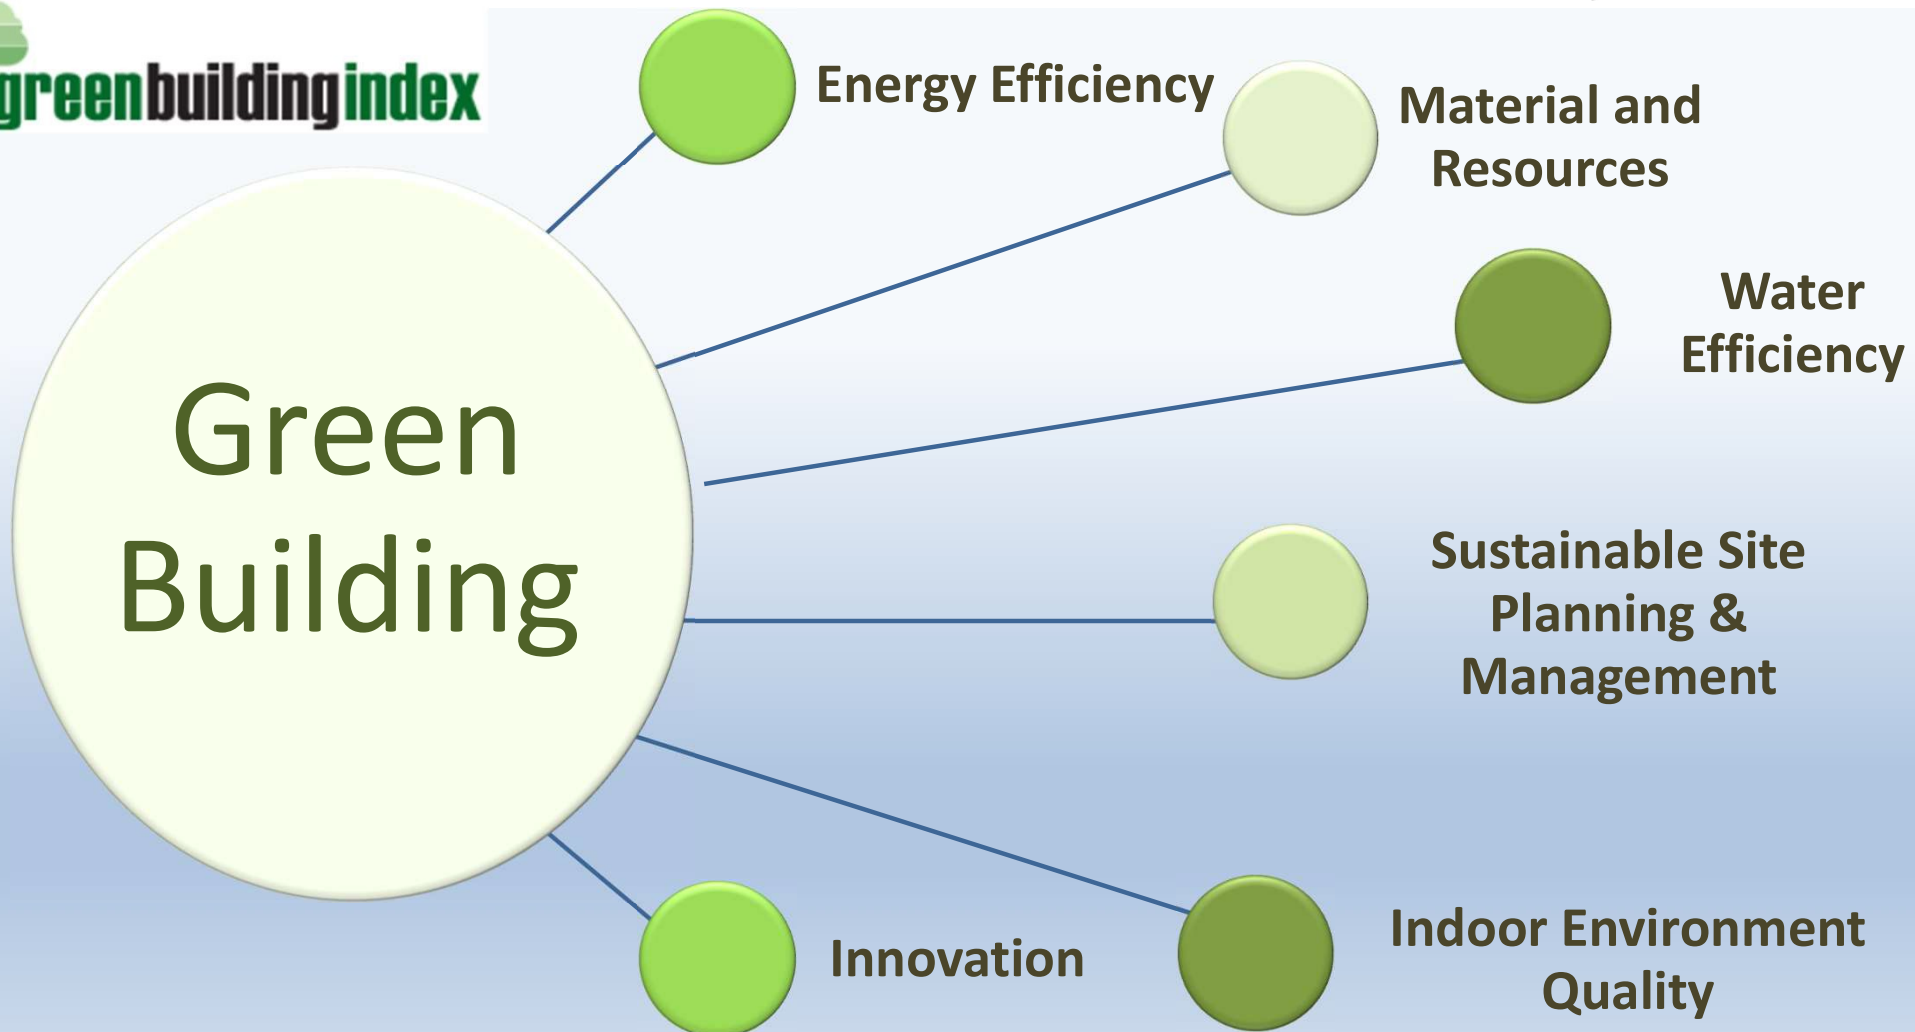 greenbuildingindex
Energy Efficiency
Material and
Resources
Water
Efficiency
Green
Building
Sustainable Site
Planning &
Management
Indoor Environment
Quality
Innovation